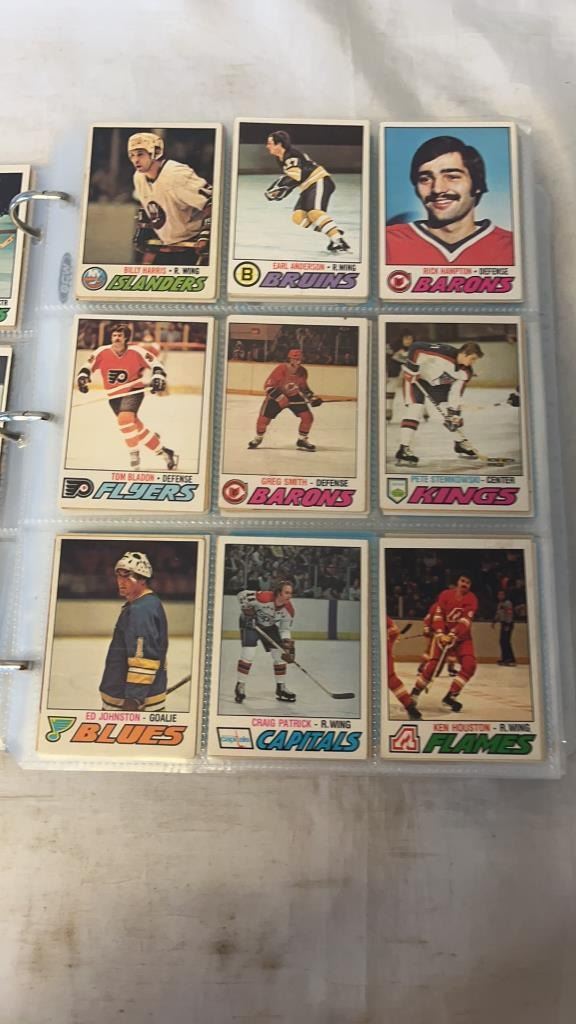 BILLY HARRIS - R. WING
ISLANDERS
EARL ANDERSON - R. WING
B
BRUINS
RICK HAMPTON - DEFENSE
BARONS
TOM BLADON - DEFENSE
FLYERS
GREG SMITH - DEFENSE
BARONS
PETE STEMKOWSKI - CENTER
KINGS
ED JOHNSTON - GOALIE
BLUES
CRAIG PATRICK - R. WING
capitals
CAPITALS
KEN HOUSTON - R. WING
A
FLAMES